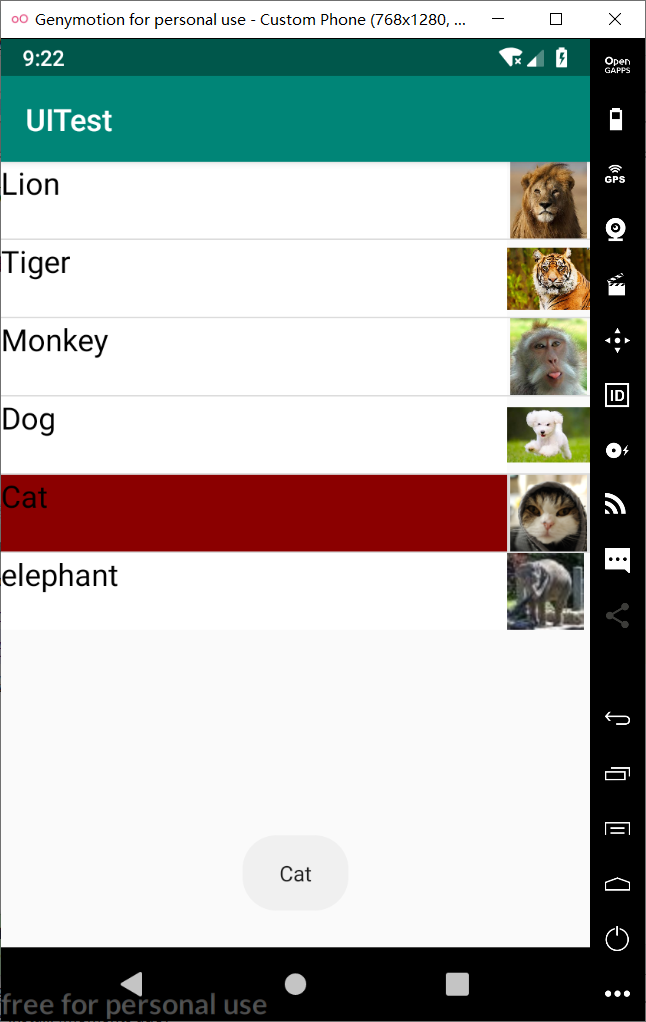 Genymotion for personal use - Custom Phone (768x1280, ...
9:22
Open
GAPPS
UITest
GPS
Lion
Tiger
Monkey
ID
Dog
Cat
elephant
Cat
free for personal use